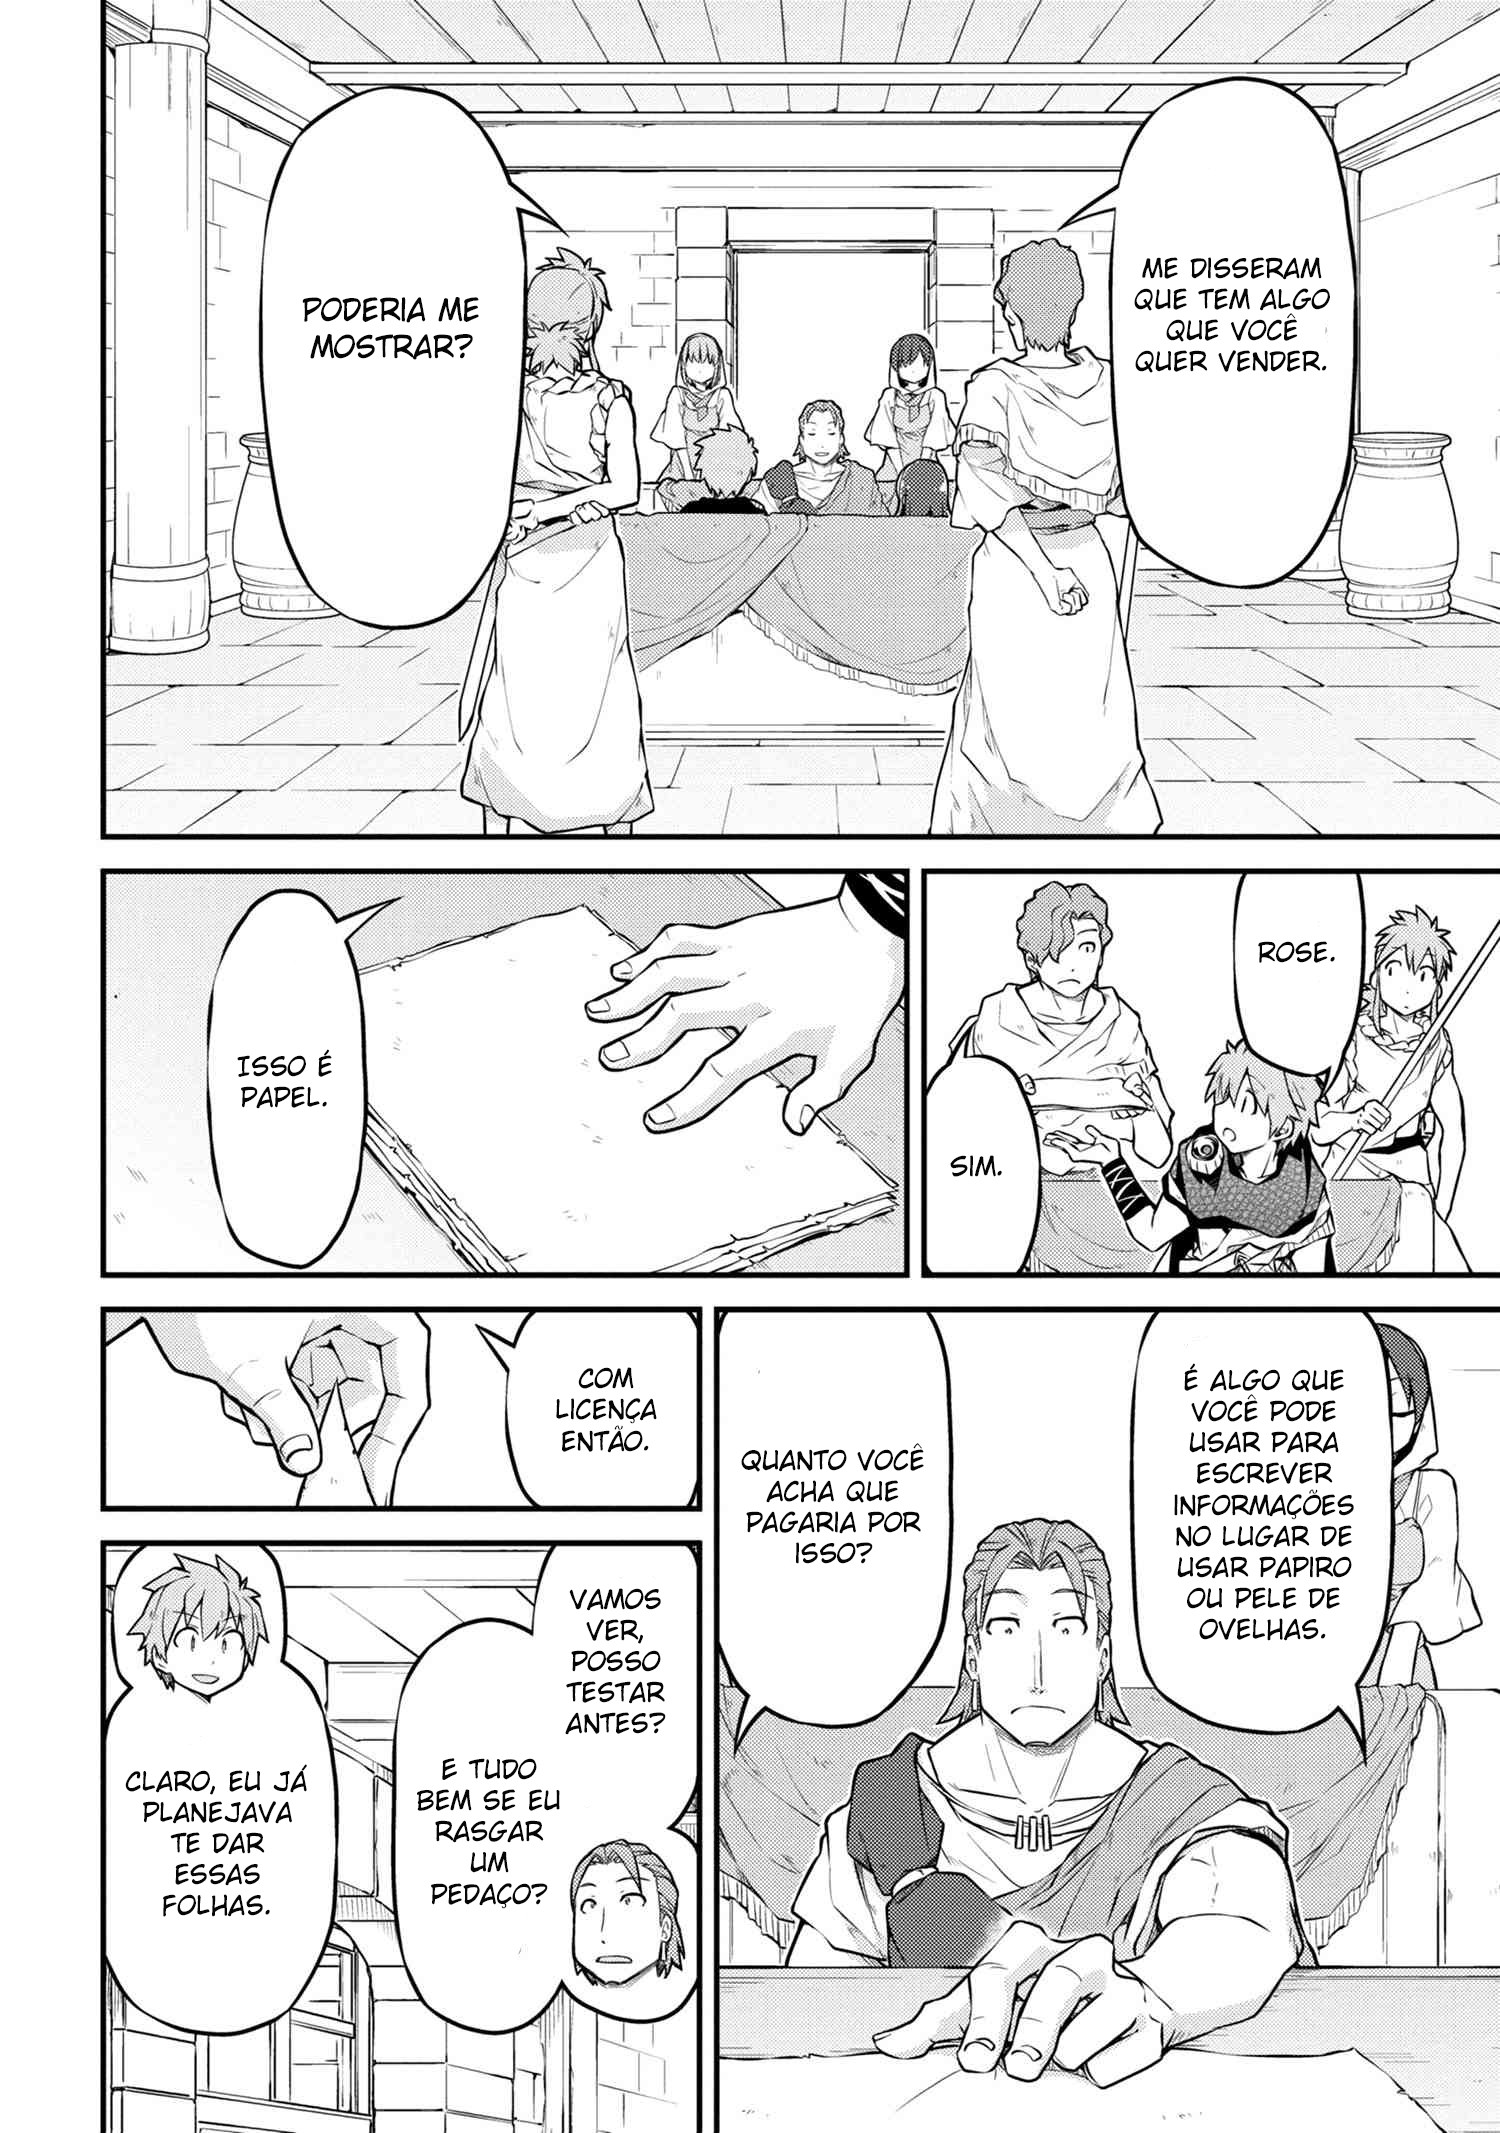 ME DISSERAM
QUE TEM ALGO
QUE VOCÊ
QUER VENDER.
PODERIA ME
MOSTRAR?
ROSE.
SIM.
ISSO É
PAPEL.
É ALGO QUE
VOCÊ PODE
USAR PARA
ESCREVER
INFORMAÇÕES
NO LUGAR DE
USAR PAPIRO
OU PELE DE
OVELHAS.
QUANTO VOCÊ
ACHA QUE
PAGARIA POR
ISSO?
COM
LICENÇA
ENTÃO.
VAMOS
VER,
POSSO
TESTAR
ANTES?
E TUDO
BEM SE EU
RASGAR
UM
PEDAÇO?
CLARO, EU JÁ
PLANEJAVA
TE DAR
ESSAS
FOLHAS.